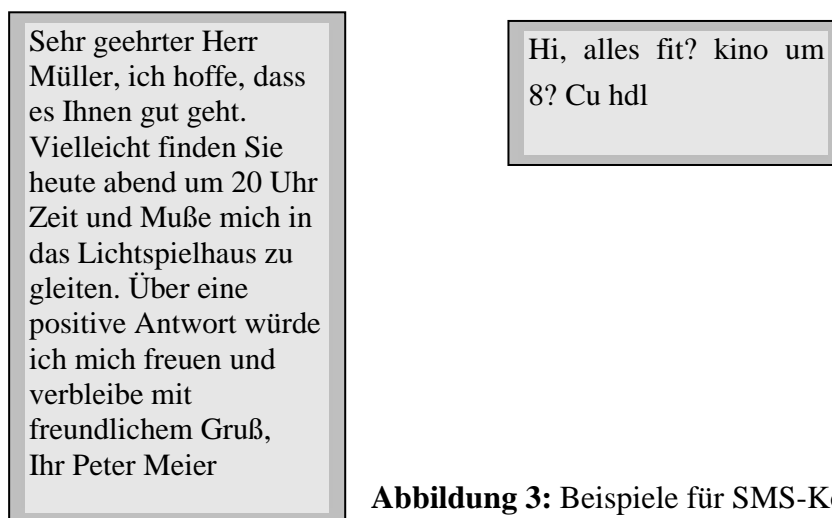 Sehr geehrter Herr
Müller, ich hoffe, dass
es Ihnen gut geht.
Vielleicht finden Sie
heute abend um 20 Uhr
Zeit und Muße mich in
das Lichtspielhaus zu
gleiten. Über eine
positive Antwort würde
ich mich freuen und
verbleibe mit
freundlichem Gruß,
Ihr Peter Meier
Hi, alles fit? kino um
8? Cu hdl
Abbildung 3: Beispiele für